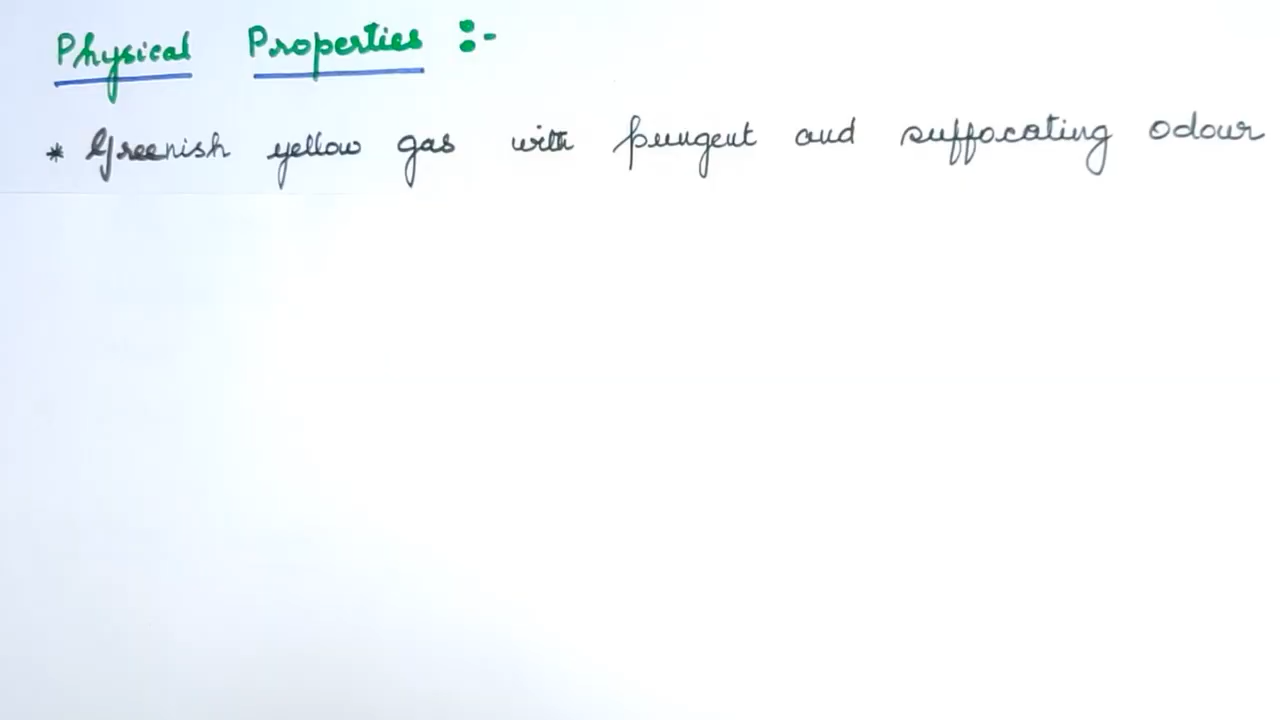 Physical Properties :-
* Greenish yellow gas with pungent and suffocating odour